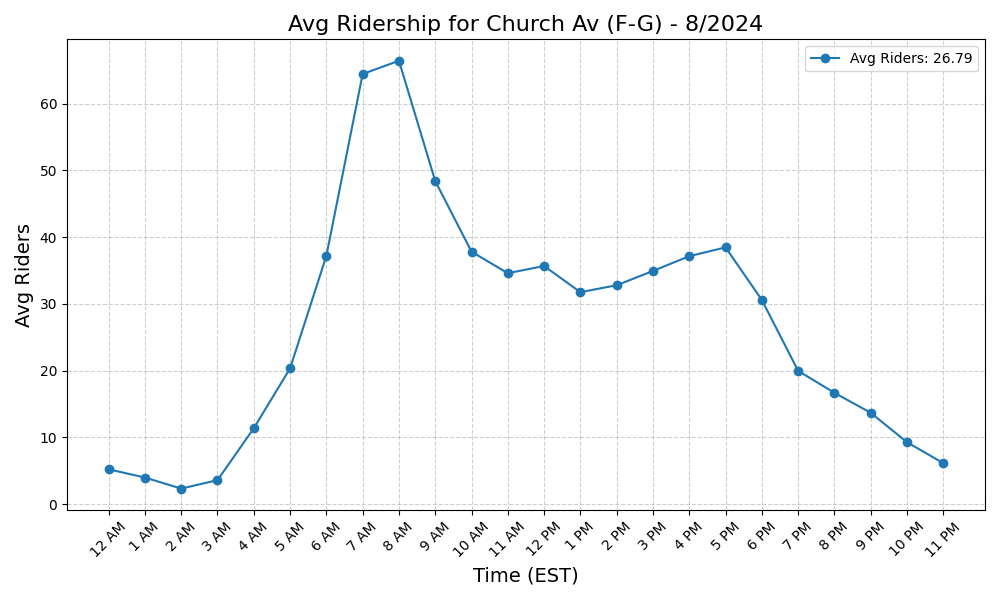 Avg Ridership for Church Av (F-G) - 8/2024
Avg Riders: 26.79
Avg Riders
60
50
40
30
20
10
0
12 AM
1 AM
2 AM
3 AM
4 AM
5 AM
6 AM
7 AM
8 AM
9 AM
10 AM
11 AM
12 PM
1 PM
2 PM
3 PM
4 PM
5 PM
6 PM
7 PM
8 PM
9 PM
10 PM
11 PM
Time (EST)